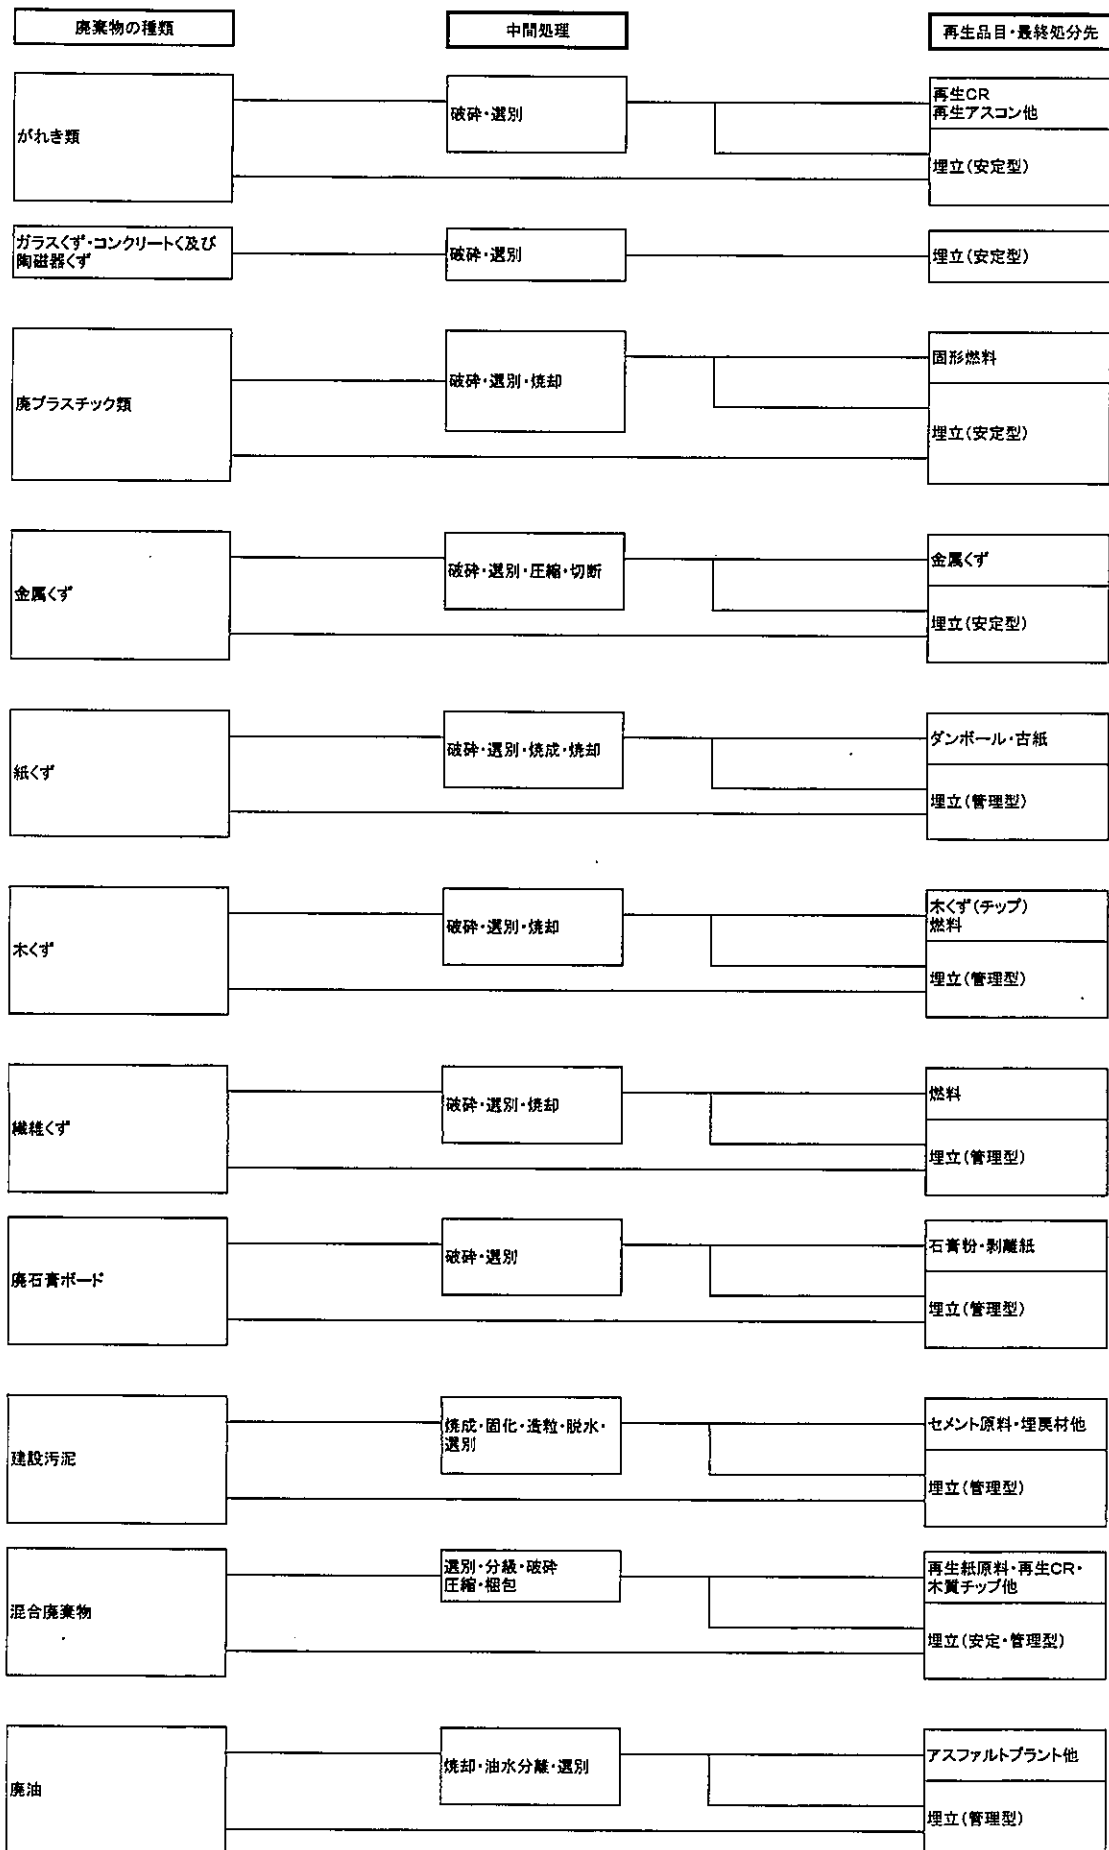 廃棄物の種類
中間処理
再生品目・最終処分先
がれき類
破砕・選別
再生CR
再生アスコン他
埋立(安定型)
ガラスくず・コンクリートく及び
陶磁器くず
破砕・選別
埋立(安定型)
廃プラスチック類
破砕・選別・焼却
固形燃料
埋立(安定型)
金属くず
破砕・選別・圧縮・切断
金属くず
埋立(安定型)
紙くず
破砕・選別・焼成・焼却
ダンボール・古紙
埋立(管理型)
木くず
破砕・選別・焼却
木くず(チップ)
燃料
埋立(管理型)
繊維くず
破砕・選別・焼却
燃料
埋立(管理型)
廃石膏ボード
破砕・選別
石膏粉・剥離紙
埋立(管理型)
建設汚泥
焼成・固化・造粒・脱水・
選別
セメント原料・埋戻材他
埋立(管理型)
混合廃棄物
選別・分級・破砕
圧縮・梱包
再生紙原料・再生CR・
木質チップ他
埋立(安定・管理型)
廃油
焼却・油水分離・選別
アスファルトプラント他
埋立(管理型)